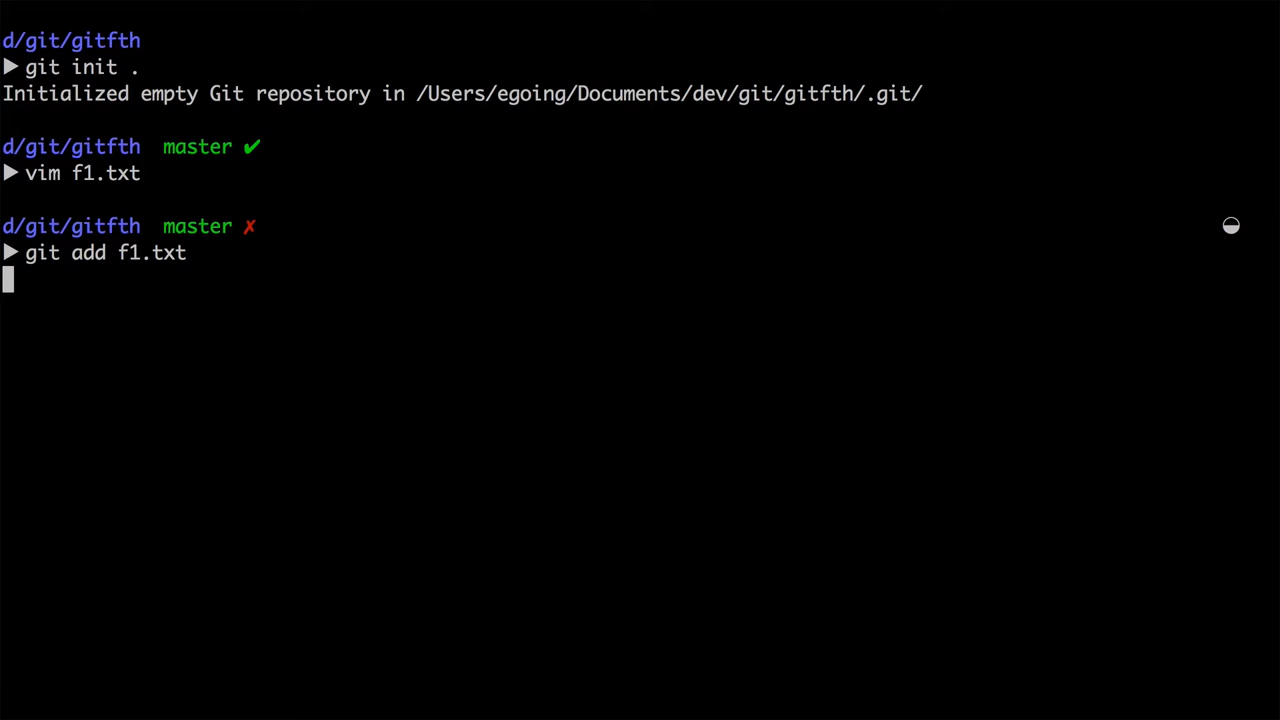 d/git/gitfth
▶ git init .
Initialized empty Git repository in /Users/egoing/Documents/dev/git/gitfth/.git/
d/git/gitfth  master ✔
▶ vim f1.txt
d/git/gitfth  master ✗
▶ git add f1.txt